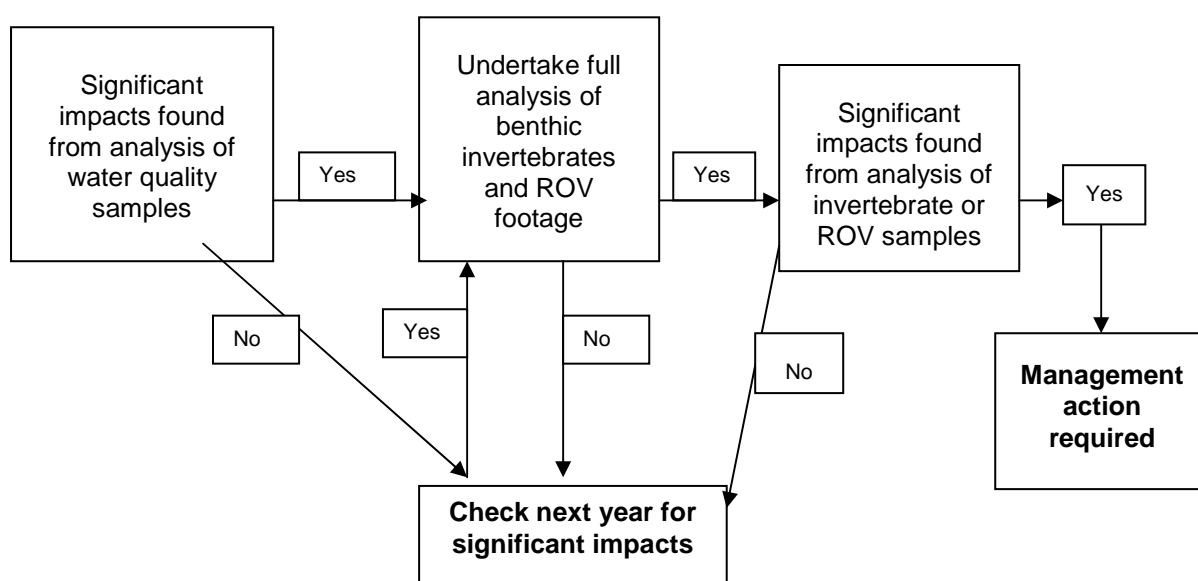 Significant
impacts found
from analysis of
water quality
samples
Yes
Undertake full
analysis of
benthic
invertebrates
and ROV
footage
Yes
Significant
impacts found
from analysis of
invertebrate or
ROV samples
Yes
No
Yes
No
No
Management
action
required
Check next year for
significant impacts